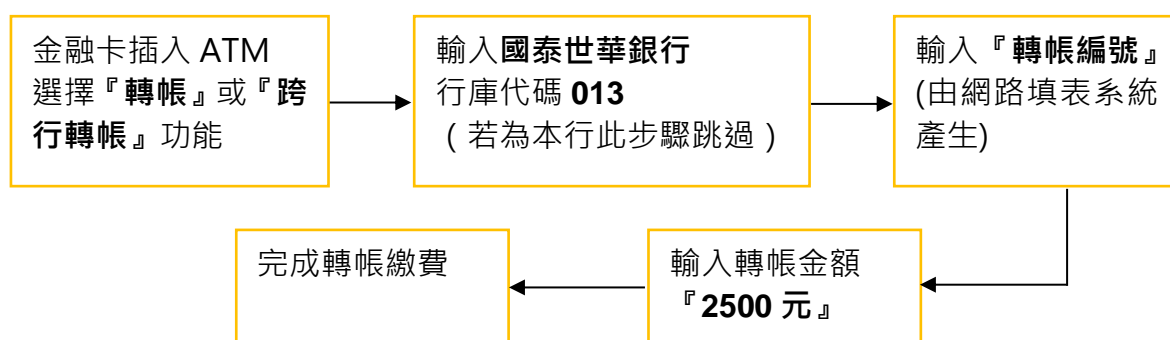 金融卡插入 ATM
選擇『轉帳』或『跨
行轉帳』功能
輸入國泰世華銀行
行庫代碼 013
（若為本行此步驟跳過）
輸入『轉帳編號』
(由網路填表系統
產生)
輸入轉帳金額
『2500 元』
完成轉帳繳費